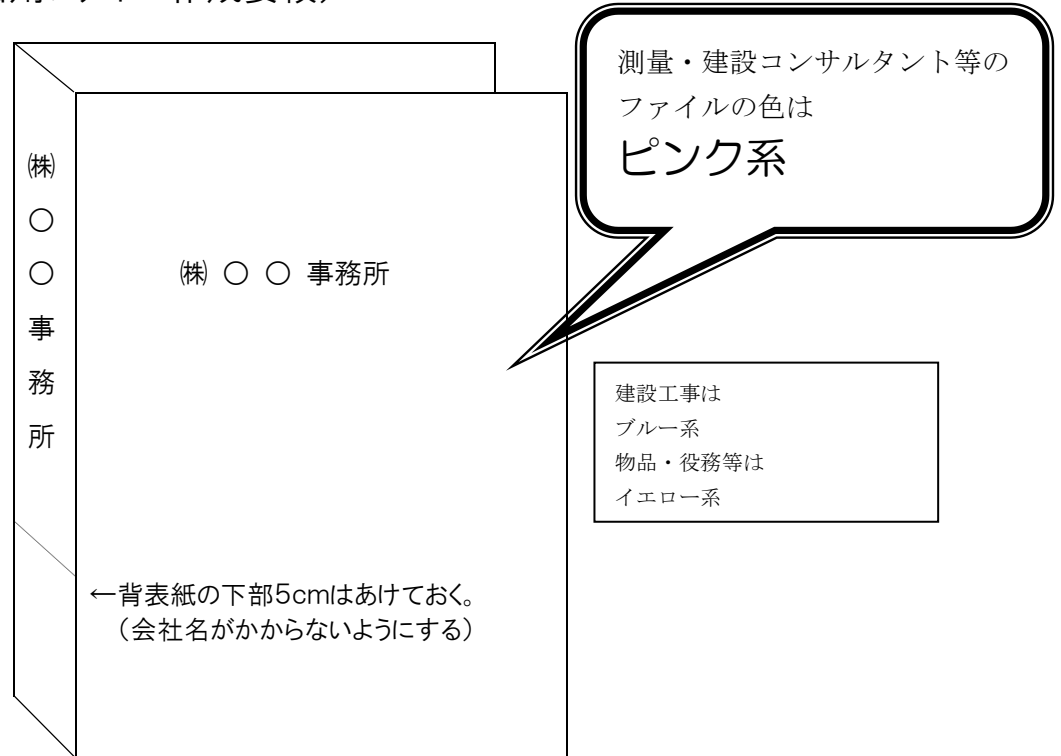 測量・建設コンサルタント等の
ファイルの色は
ピンク系
㈱〇〇事務所
㈱ 〇 〇 事務所
建設工事は
ブルー系
物品・役務等は
イエロー系
←背表紙の下部5cmはあけておく。
（会社名がかからないようにする）